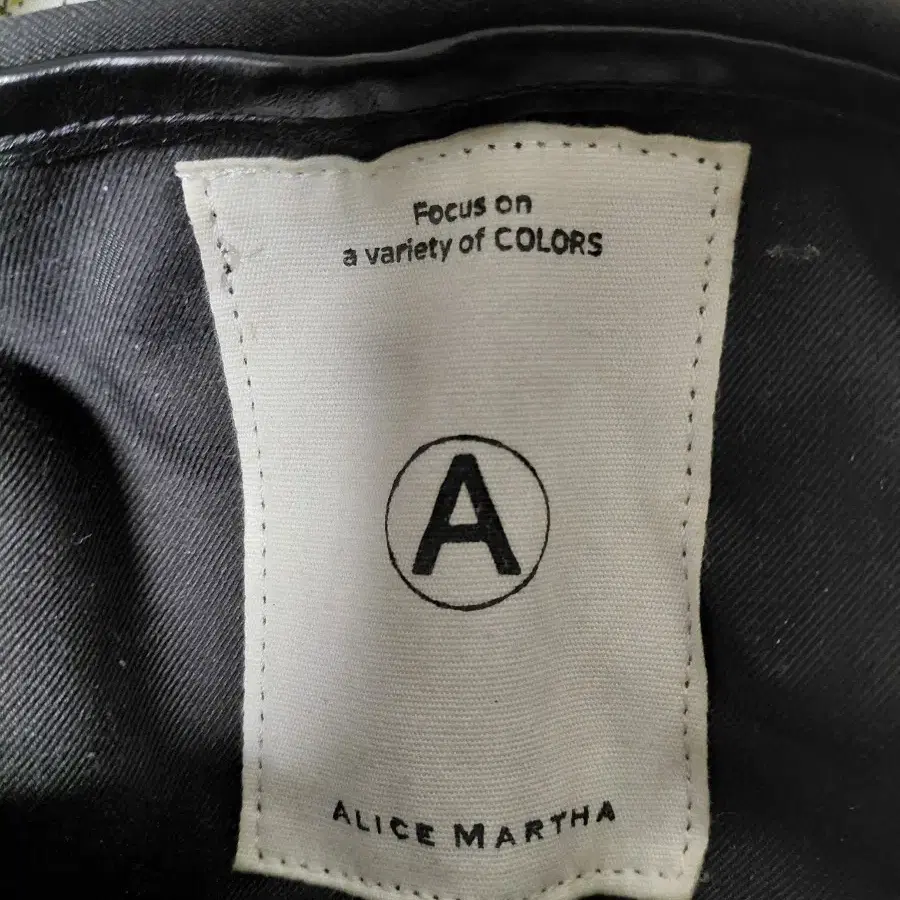 Focus on
a variety of COLORS
A
ALICE MARTHA